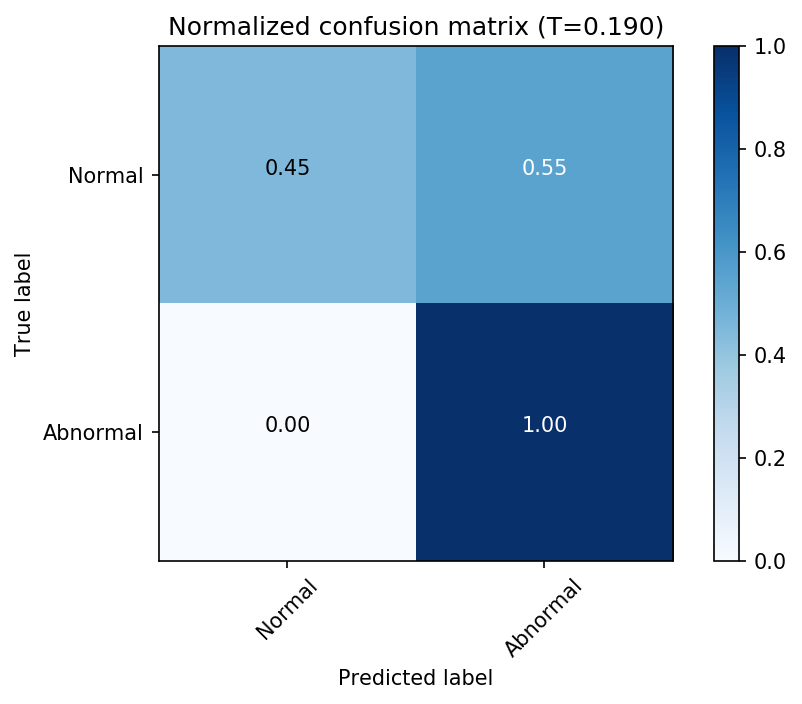 Normalized confusion matrix (T=0.190)
True label
Normal
Abnormal
0.45
0.55
0.00
1.00
Normal
Abnormal
Predicted label
1.0
0.8
0.6
0.4
0.2
0.0